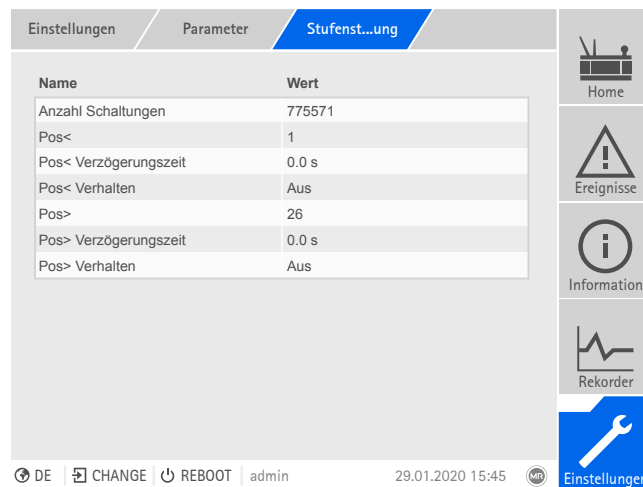 Einstellungen Parameter Stufenst...ung
Name Wert
Anzahl Schaltungen 775571
Pos< 1
Pos< Verzögerungszeit 0.0 s
Pos< Verhalten Aus
Pos> 26
Pos> Verzögerungszeit 0.0 s
Pos> Verhalten Aus
Home
Ereignisse
Information
Rekorder
Einstellungen
DE CHANGE REBOOT admin 29.01.2020 15:45 MR